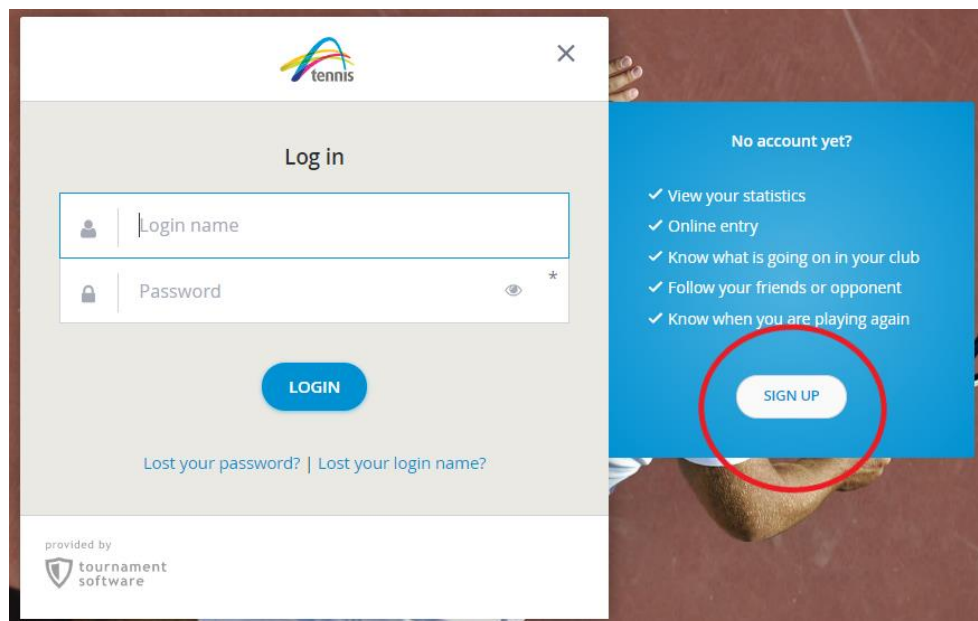 tennis
Log in
Login name
Password
*
LOGIN
Lost your password? | Lost your login name?
provided by
tournament
software
No account yet?
View your statistics
Online entry
Know what is going on in your club
Follow your friends or opponent
Know when you are playing again
SIGN UP